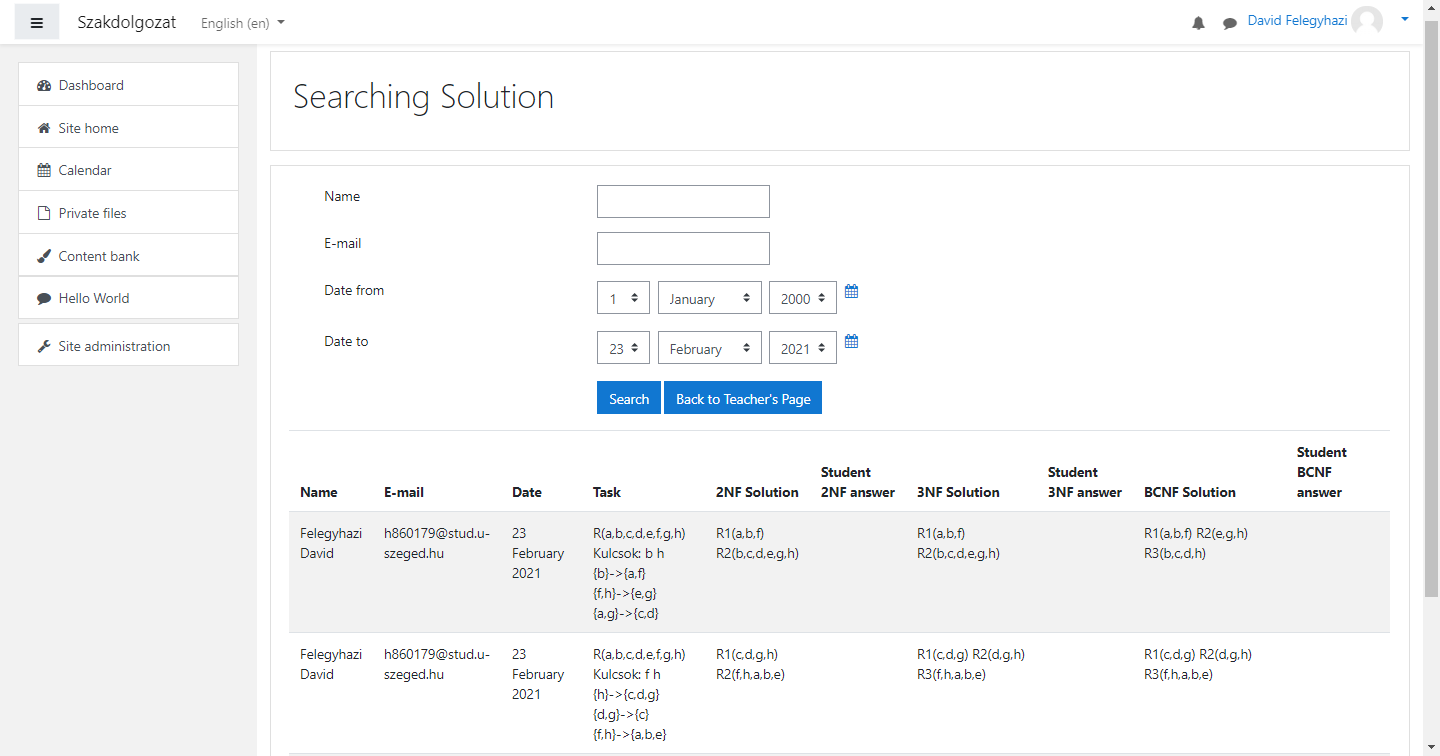 Szakdolgozat English (en) David Felegyhazi
Dashboard
Site home
Calendar
Private files
Content bank
Hello World
Site administration
Searching Solution
Name
E-mail
Date from 1 January 2000
Date to 23 February 2021
Search Back to Teacher's Page
Name E-mail Date Task 2NF Solution Student 2NF answer 3NF Solution Student 3NF answer BCNF Solution Student BCNF answer
Felegyhazi h860179@stud.u- 23 R(a,b,c,d,e,f,g,h) R1(a,b,f) R1(a,b,f) R1(a,b,f) R2(e,g,h)
David szeged.hu February Kulcsok: b h R2(b,c,d,e,g,h) R2(b,c,d,e,g,h) R3(b,c,d,h)
2021 {b}->{a,f}
{f,h}->{e,g}
{a,g}->{c,d}
Felegyhazi h860179@stud.u- 23 R(a,b,c,d,e,f,g,h) R1(c,d,g,h) R1(c,d,g) R2(d,g,h) R1(c,d,g) R2(d,g,h)
David szeged.hu February Kulcsok: f h R2(f,h,a,b,e) R3(f,h,a,b,e) R3(f,h,a,b,e)
2021 {h}->{c,d,g}
{d,g}->{c}
{f,h}->{a,b,e}